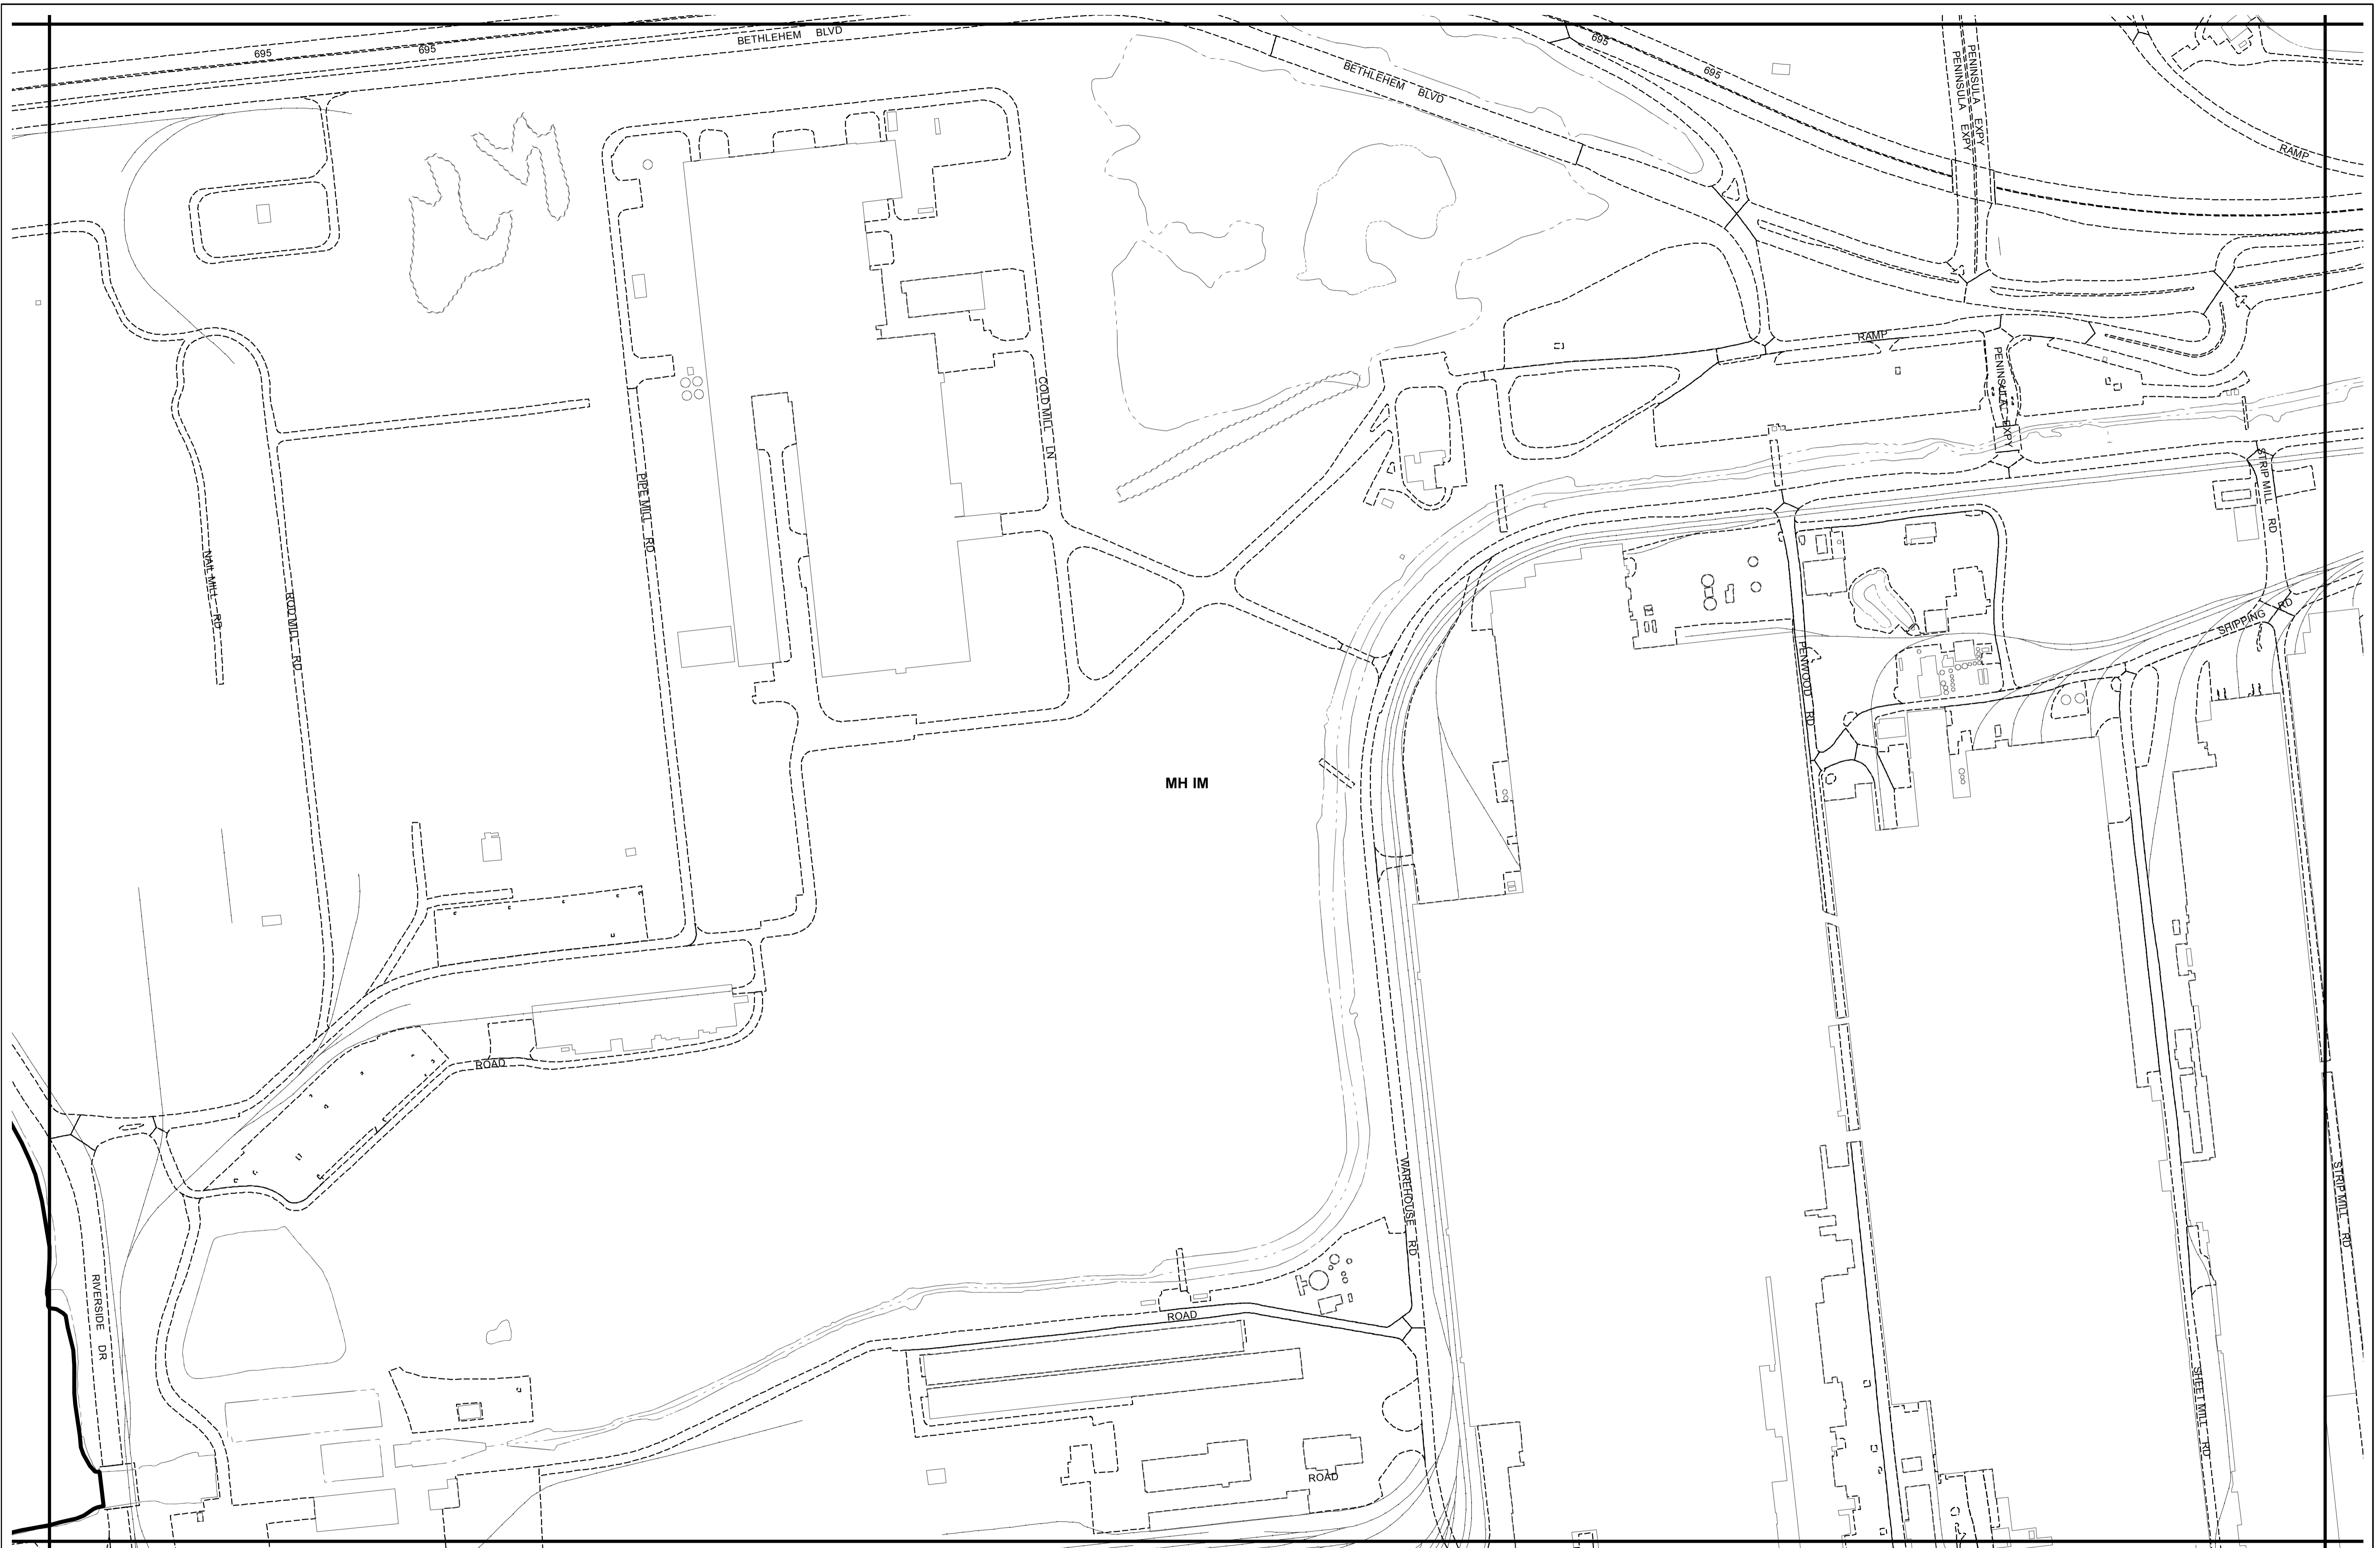 695
695
BETHLEHEM BLVD
BETHLEHEM BLVD
695
695
PENINSULA EXPY
PENINSULA EXPY
RAMP
RAMP
PENINSULA EXPY
COLD MILL LN
PIPE MILL RD
NAIL MILL RD
ROD MILL RD
STRIP MILL RD
SHIPPING RD
PENWOOD RD
MH IM
ROAD
WAREHOUSE RD
STRIP MILL RD
RIVERSIDE DR
ROAD
SHEET MILL RD
ROAD